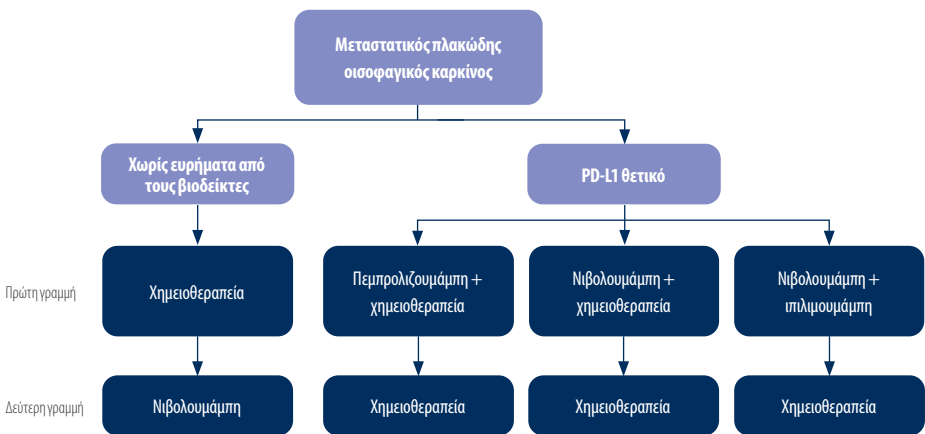 Μεταστατικός πλακώδης
οισοφαγικός καρκίνος
Χωρίς ευρήματα από
τους βιοδείκτες
PD-L1 θετικό
Πρώτη γραμμή
Χημειοθεραπεία
Πεμπρολιζουμάμπη +
χημειοθεραπεία
Νιβολουμάμπη +
χημειοθεραπεία
Νιβολουμάμπη +
ιπιλιμουμάμπη
Δεύτερη γραμμή
Νιβολουμάμπη
Χημειοθεραπεία
Χημειοθεραπεία
Χημειοθεραπεία